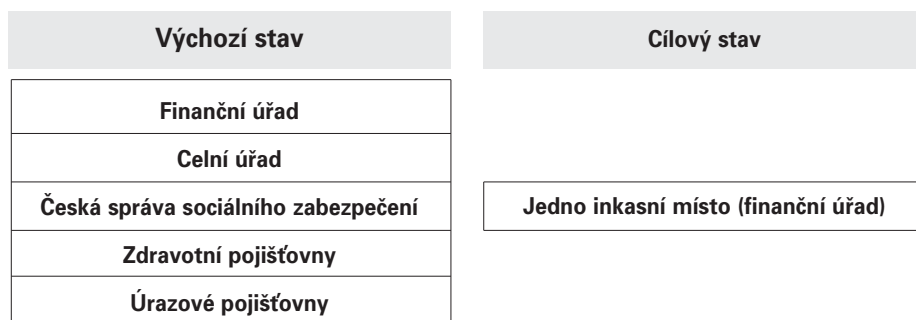 Výchozí stav
Cílový stav
Finanční úřad
Celní úřad
Česká správa sociálního zabezpečení
Jedno inkasní místo (finanční úřad)
Zdravotní pojišťovny
Úrazové pojišťovny